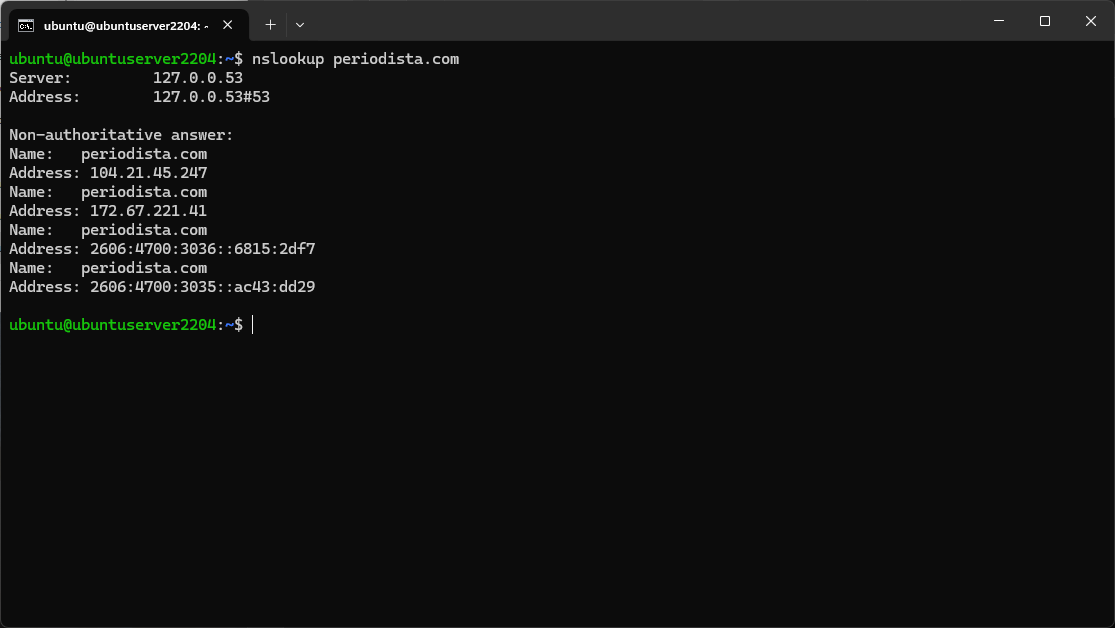 ubuntu@ubuntuserver2204: ~
ubuntu@ubuntuserver2204:~$ nslookup periodista.com
Server:         127.0.0.53
Address:        127.0.0.53#53

Non-authoritative answer:
Name:   periodista.com
Address: 104.21.45.247
Name:   periodista.com
Address: 172.67.221.41
Name:   periodista.com
Address: 2606:4700:3036::6815:2df7
Name:   periodista.com
Address: 2606:4700:3035::ac43:dd29

ubuntu@ubuntuserver2204:~$